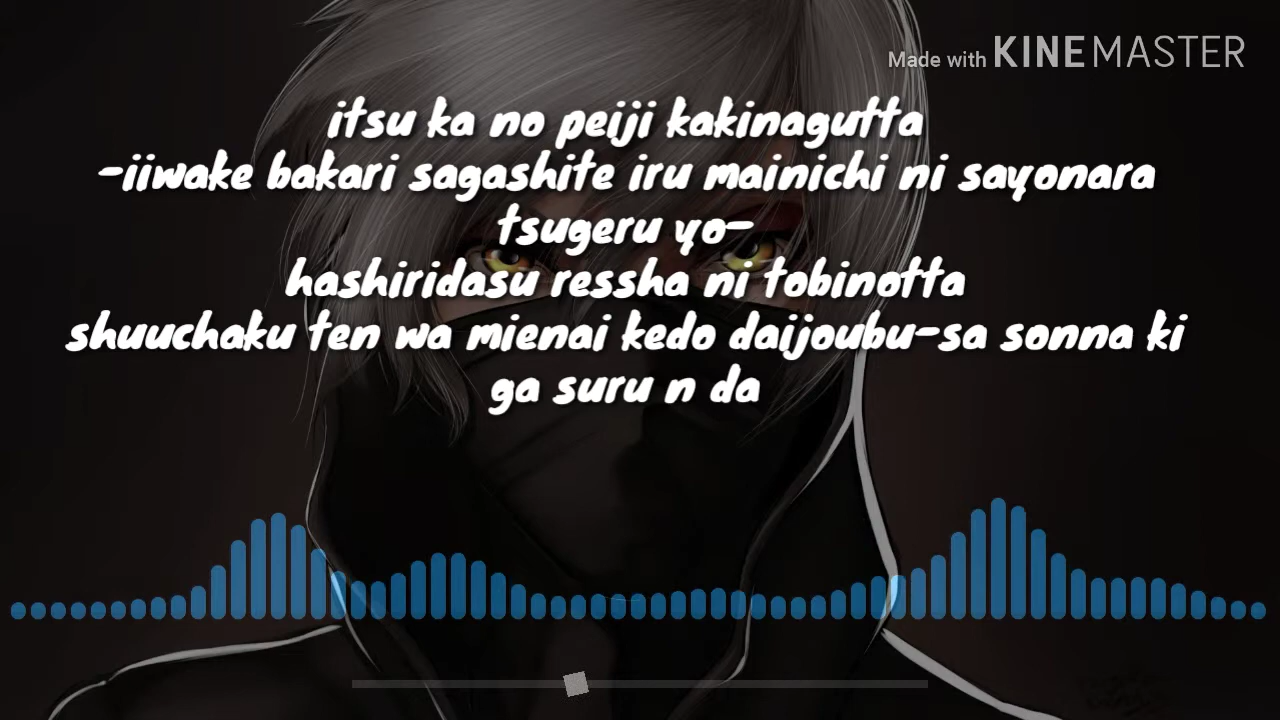 Made with KINEMASTER
itsu ka no peiji kakinagutta
-iiwake bakari sagashite iru mainichi ni sayonara
tsugeru yo-
hashiridasu ressha ni tobinotta
shuuchaku ten wa mienai kedo daijoubu-sa sonna ki
ga suru n da